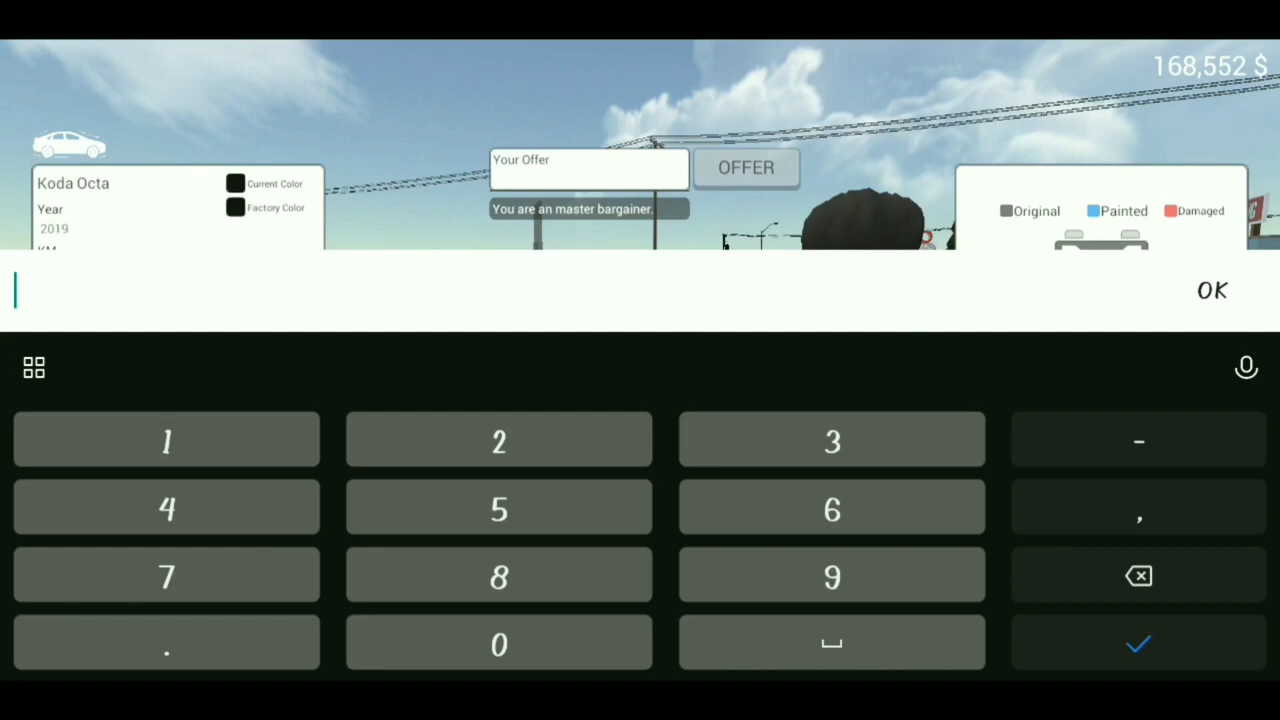 168,552 $
Your Offer
OFFER
You are an master bargainer.
Koda Octa
Current Color
Year
Factory Color
2019
Original
Painted
Damaged
OK
1 2 3 -
4 5 6 ,
7 8 9
. 0